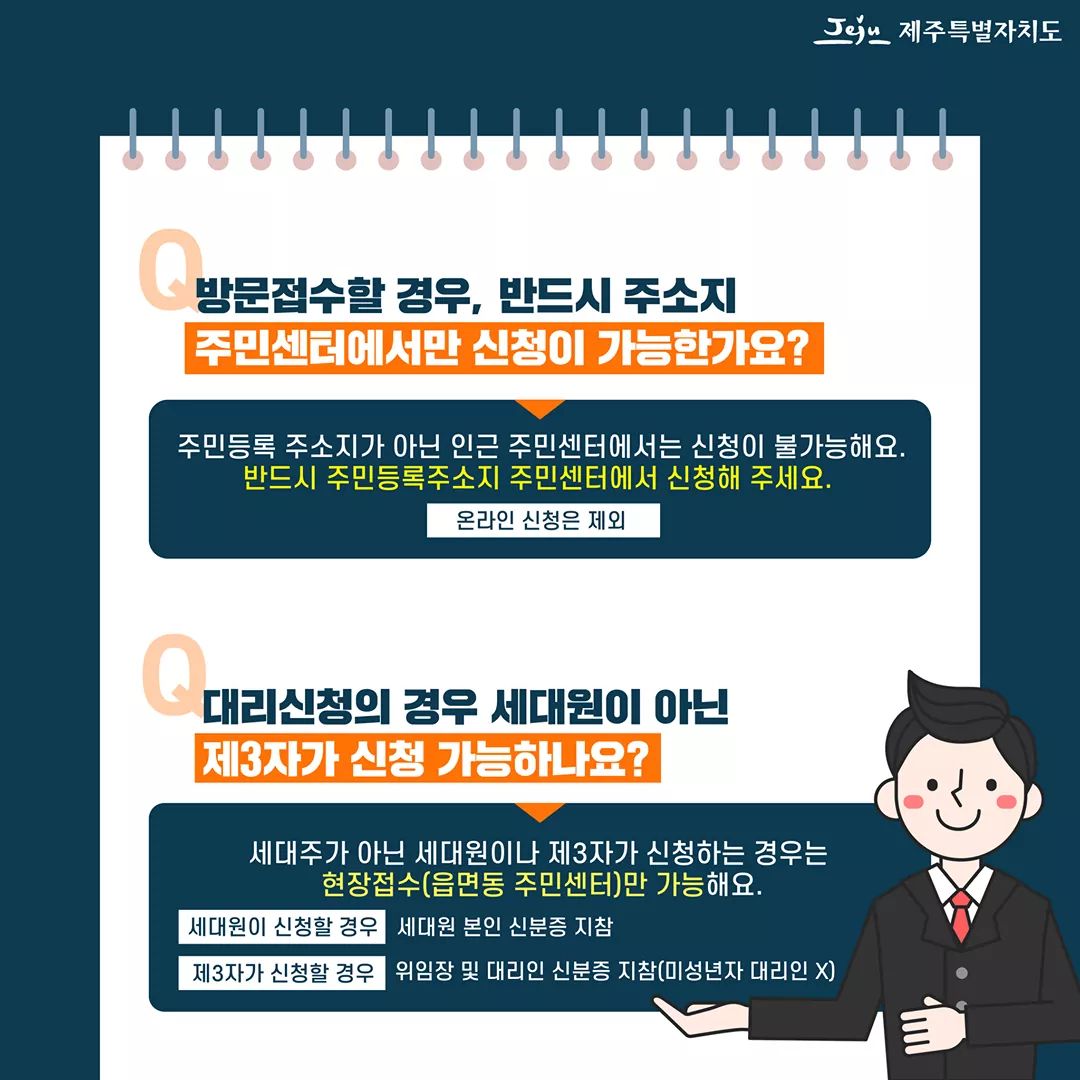 Jeju 제주특별자치도
Q
방문접수할 경우, 반드시 주소지
주민센터에서만 신청이 가능한가요?
주민등록 주소지가 아닌 인근 주민센터에서는 신청이 불가능해요.
반드시 주민등록주소지 주민센터에서 신청해 주세요.
온라인 신청은 제외
Q
대리신청의 경우 세대원이 아닌
제3자가 신청 가능하나요?
세대주가 아닌 세대원이나 제3자가 신청하는 경우는
현장접수(읍면동 주민센터)만 가능해요.
세대원이 신청할 경우 세대원 본인 신분증 지참
제3자가 신청할 경우 위임장 및 대리인 신분증 지참(미성년자 대리인 X)